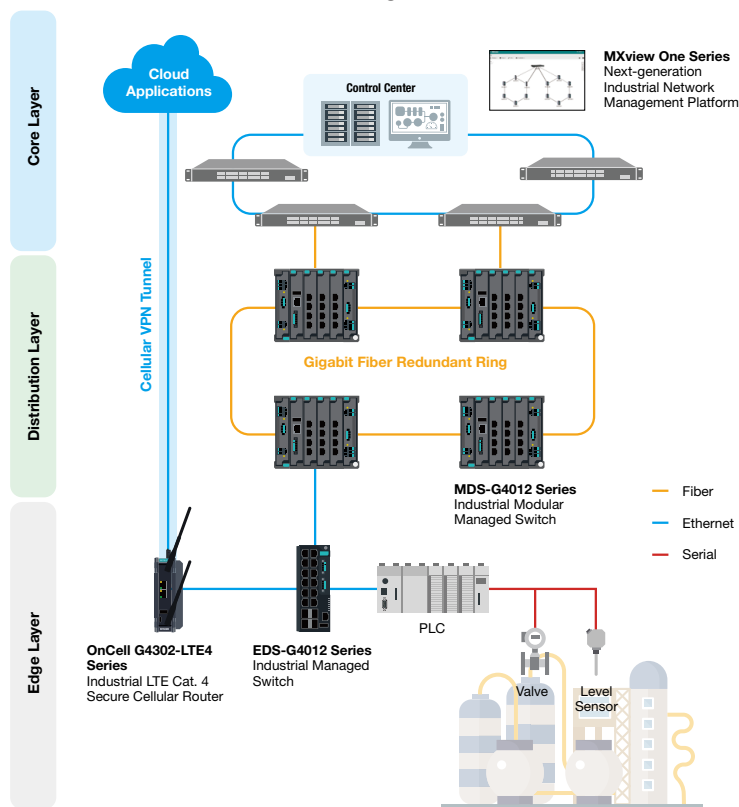 Core Layer
Cloud
Applications
Control Center
MXview One Series
Next-generation
Industrial Network
Management Platform
Distribution Layer
Cellular VPN Tunnel
Gigabit Fiber Redundant Ring
MDS-G4012 Series
Industrial Modular
Managed Switch
Fiber
Ethernet
Serial
Edge Layer
OnCell G4302-LTE4
Series
Industrial LTE Cat. 4
Secure Cellular Router
EDS-G4012 Series
Industrial Managed
Switch
PLC
Valve
Level
Sensor